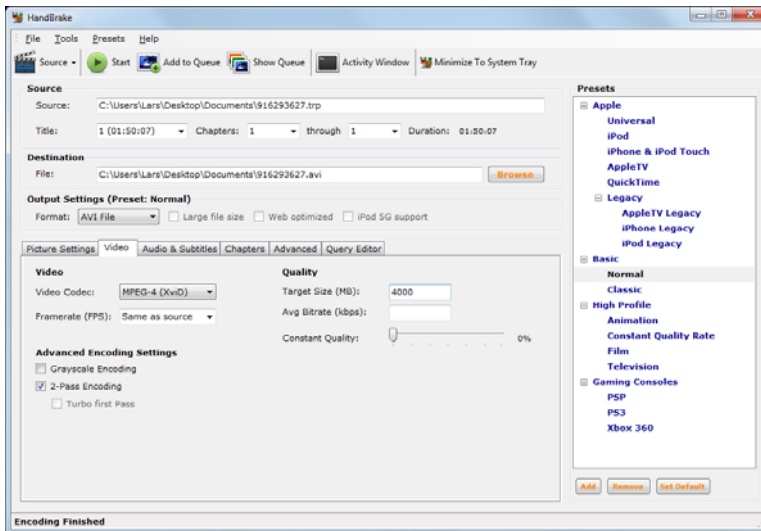 HandBrake
File Tools Presets Help
Source Start Add to Queue Show Queue Activity Window Minimize To System Tray
Source
Source: C:\Users\Lars\Desktop\Documents\916293627.trp
Title: 1 (01:50:07) Chapters: 1 through 1 Duration: 01:50:07
Destination
File: C:\Users\Lars\Desktop\Documents\916293627.avi Browse
Output Settings (Preset: Normal)
Format: AVI File Large file size Web optimized iPod 5G support
Picture Settings Video Audio & Subtitles Chapters Advanced Query Editor
Video
Video Codec: MPEG-4 (XviD)
Framerate (FPS): Same as source
Advanced Encoding Settings
Grayscale Encoding
2-Pass Encoding
Turbo first Pass
Quality
Target Size (MB): 4000
Avg Bitrate (kbps):
Constant Quality: 0%
Presets
Apple
Universal
iPod
iPhone & iPod Touch
AppleTV
QuickTime
Legacy
AppleTV Legacy
iPhone Legacy
iPod Legacy
Basic
Normal
Classic
High Profile
Animation
Constant Quality Rate
Film
Television
Gaming Consoles
PSP
PS3
Xbox 360
Add Remove Set Default
Encoding Finished